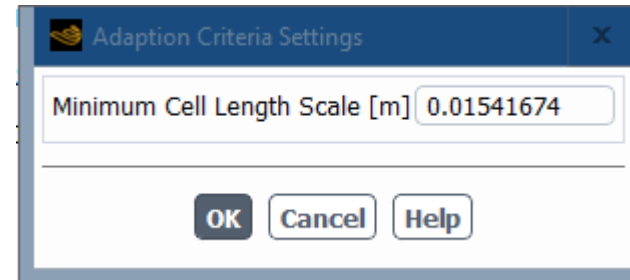 Adaption Criteria Settings
x
Minimum Cell Length Scale [m] 0.01541674
OK Cancel Help